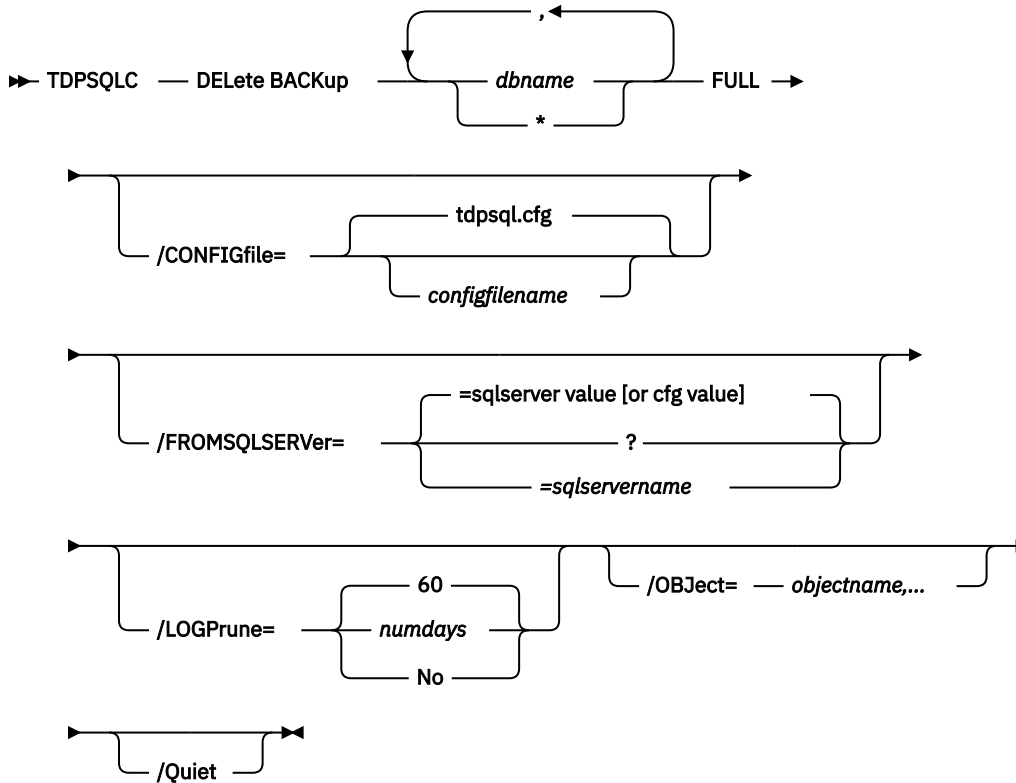 ,
TDPSQLC DELete BACKup dbname FULL
*
tdpsql.cfg
/CONFIGfile=
configfilename
=sqlserver value [or cfg value]
/FROMSQLSERVer= ?
=sqlservername
60
/LOGPrune= numdays
No
/OBJect= objectname,...
/Quiet